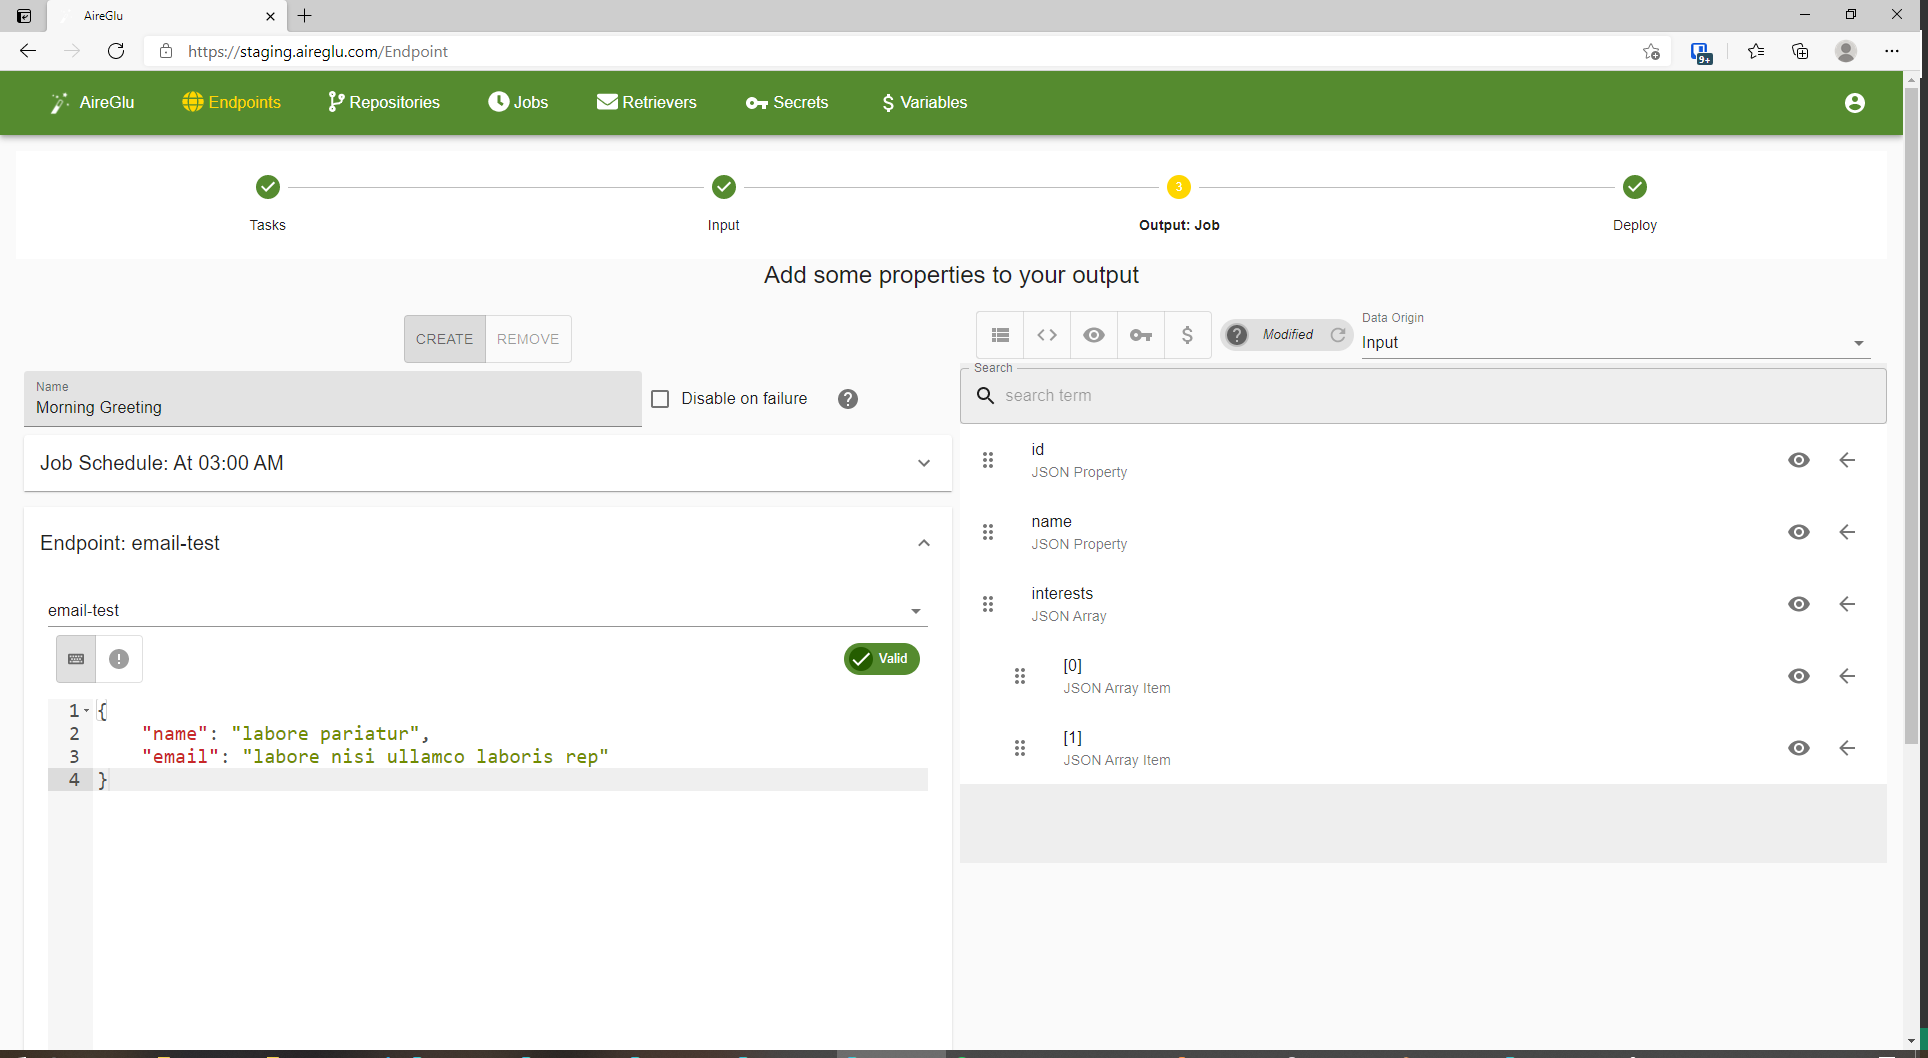 AireGlu
https://staging.aireglu.com/Endpoint
9+
AireGlu Endpoints Repositories Jobs Retrievers Secrets $ Variables
3
Tasks Input Output: Job Deploy
Add some properties to your output
CREATE REMOVE
$
? Modified
Data Origin
Input
Name
Morning Greeting
Disable on failure ?
Search
search term
Job Schedule: At 03:00 AM
Endpoint: email-test
email-test
! Valid
1 {
2 "name": "labore pariatur",
3 "email": "labore nisi ullamco laboris rep"
4 }
id
JSON Property
name
JSON Property
interests
JSON Array
[0]
JSON Array Item
[1]
JSON Array Item